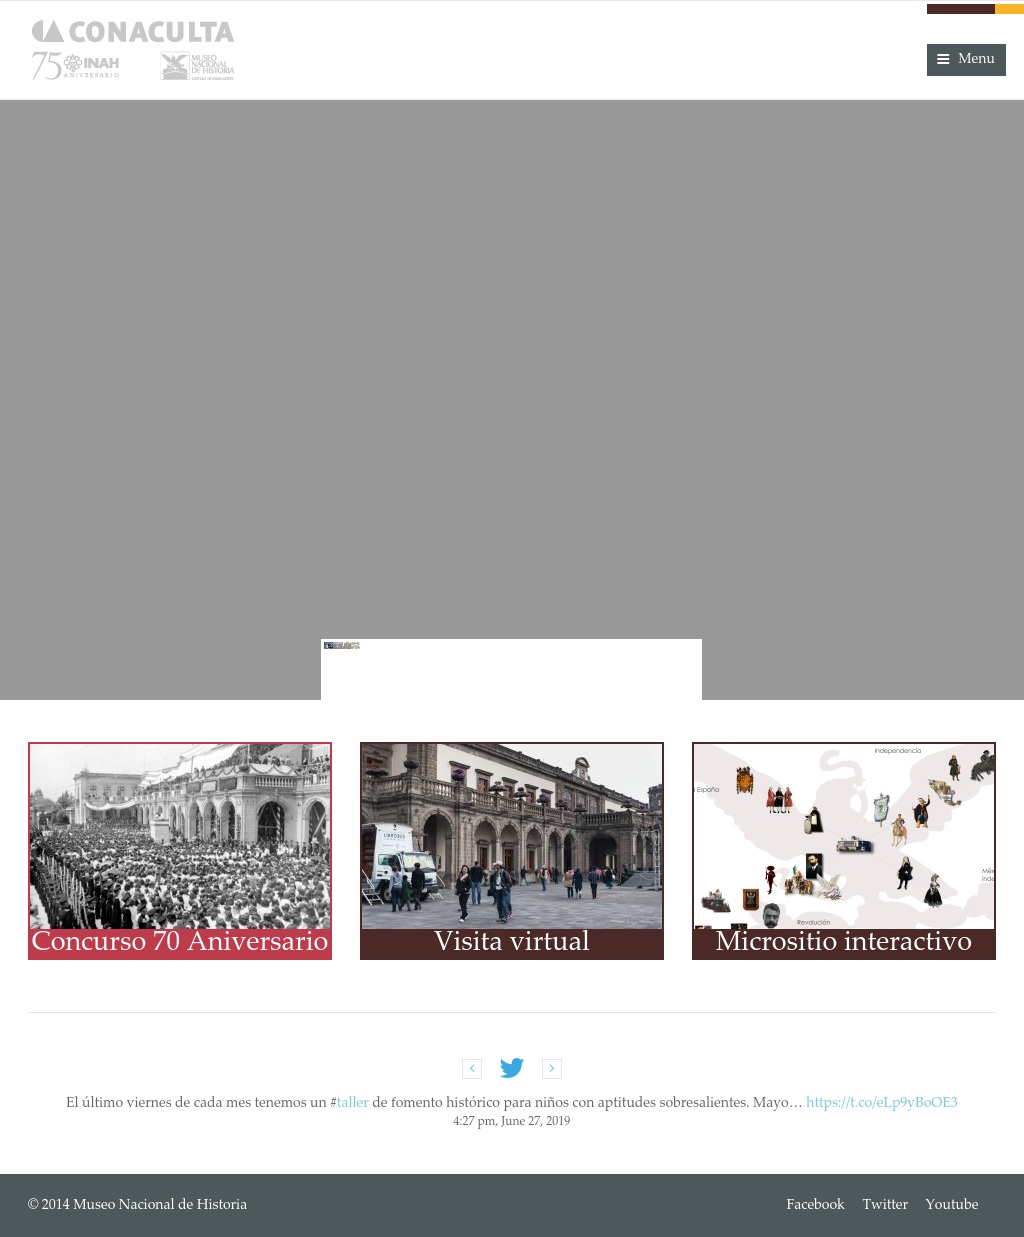 CONACULTA
75 INAH
ANIVERSARIO
MUSEO
NACIONAL
DE HISTORIA
Menu
LIBROBUS
Independencia
España
Revolución
Concurso 70 Aniversario
Visita virtual
Micrositio interactivo
El último viernes de cada mes tenemos un #taller de fomento histórico para niños con aptitudes sobresalientes. Mayo… https://t.co/eLp9yBoOE3
4:27 pm, June 27, 2019
© 2014 Museo Nacional de Historia
Facebook Twitter Youtube